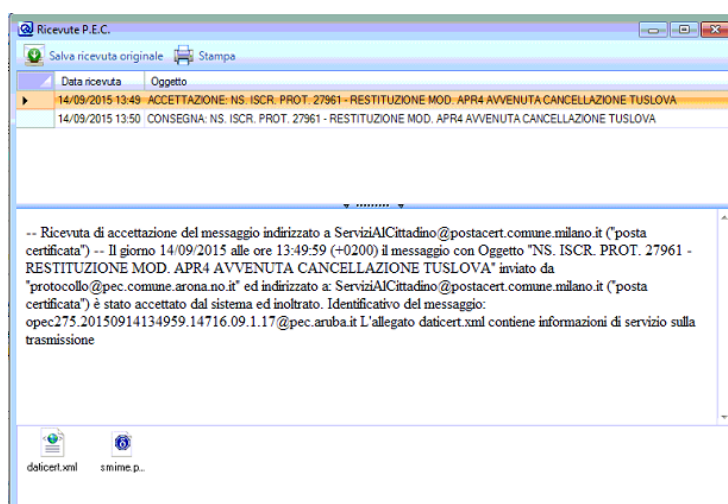 Ricevute P.E.C.
Salva ricevuta originale Stampa
Data ricevuta Oggetto
14/09/2015 13:49 ACCETTAZIONE: NS. ISCR. PROT. 27961 - RESTITUZIONE MOD. APR4 AVVENUTA CANCELLAZIONE TUSLOVA
14/09/2015 13:50 CONSEGNA: NS. ISCR. PROT. 27961 - RESTITUZIONE MOD. APR4 AVVENUTA CANCELLAZIONE TUSLOVA
-- Ricevuta di accettazione del messaggio indirizzato a ServiziAlCittadino@postacert.comune.milano.it ("posta
certificata") -- Il giorno 14/09/2015 alle ore 13:49:59 (+0200) il messaggio con Oggetto "NS. ISCR. PROT. 27961 -
RESTITUZIONE MOD. APR4 AVVENUTA CANCELLAZIONE TUSLOVA" inviato da
"protocollo@pec.comune.arona.no.it" ed indirizzato a: ServiziAlCittadino@postacert.comune.milano.it ("posta
certificata") è stato accettato dal sistema ed inoltrato. Identificativo del messaggio:
opec275.20150914134959.14716.09.1.17@pec.aruba.it L'allegato daticert.xml contiene informazioni di servizio sulla
trasmissione
daticert.xml smime.p...